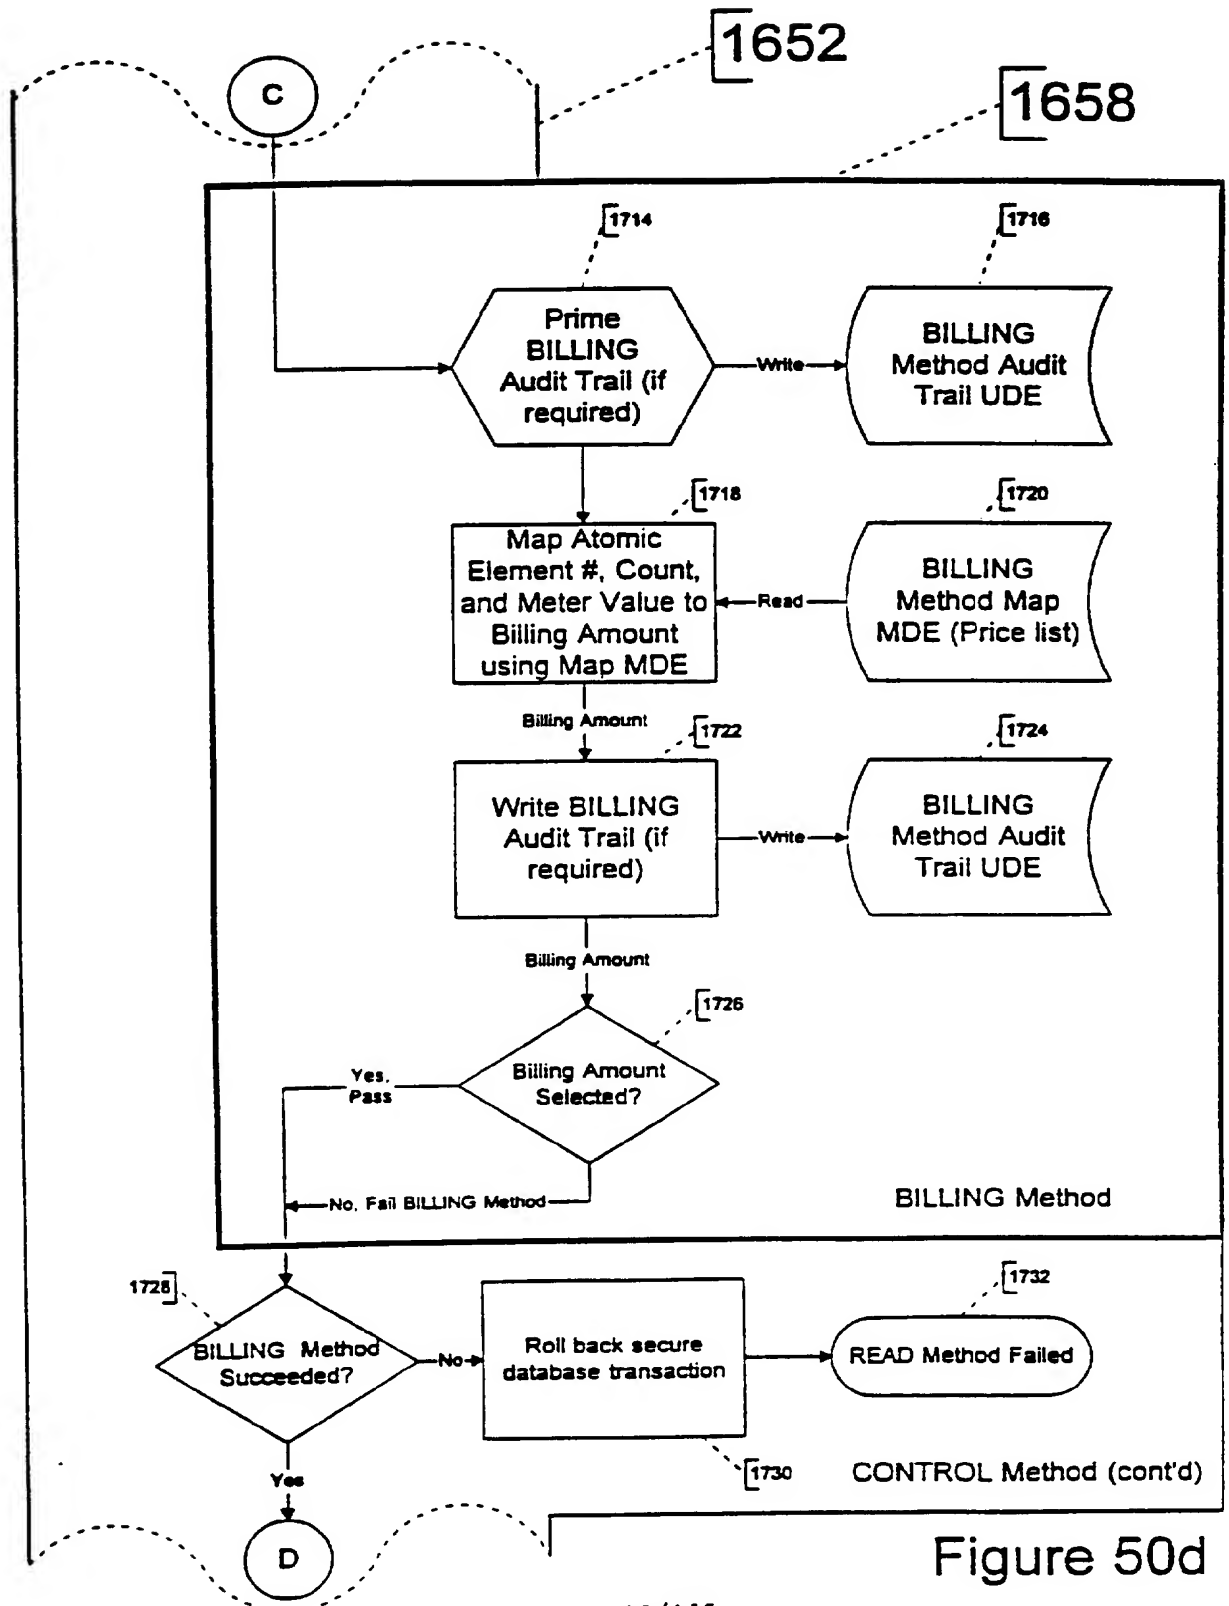 1652
C
1658
1714
1716
Prime
BILLING
Audit Trail (if
required)
Write
BILLING
Method Audit
Trail UDE
1718
1720
Map Atomic
Element #, Count,
and Meter Value to
Billing Amount
using Map MDE
Read
BILLING
Method Map
MDE (Price list)
Billing Amount
1722
1724
Write BILLING
Audit Trail (if
required)
Write
BILLING
Method Audit
Trail UDE
Billing Amount
1726
Billing Amount
Selected?
Yes,
Pass
No, Fail BILLING Method
BILLING Method
1728
1732
BILLING Method
Succeeded?
No
Roll back secure
database transaction
READ Method Failed
Yes
1730
CONTROL Method (cont'd)
D
Figure 50d